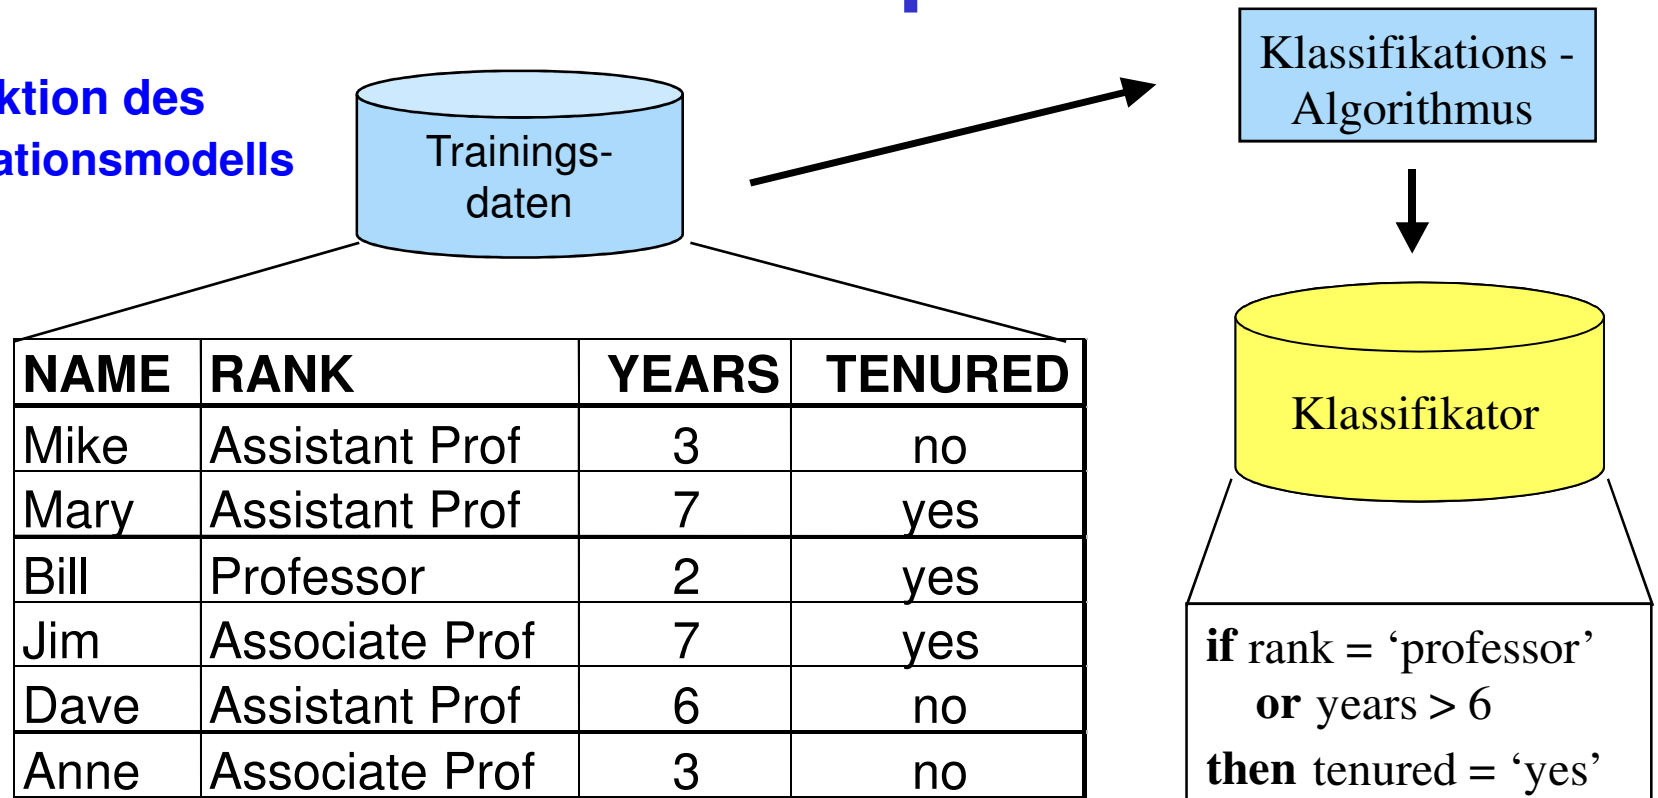 ktion des
ationsmodells
Trainings-
daten
Klassifikations -
Algorithmus
Klassifikator
NAME RANK YEARS TENURED
Mike Assistant Prof 3 no
Mary Assistant Prof 7 yes
Bill Professor 2 yes
Jim Associate Prof 7 yes
Dave Assistant Prof 6 no
Anne Associate Prof 3 no
if rank = ‘professor’
or years > 6
then tenured = ‘yes’